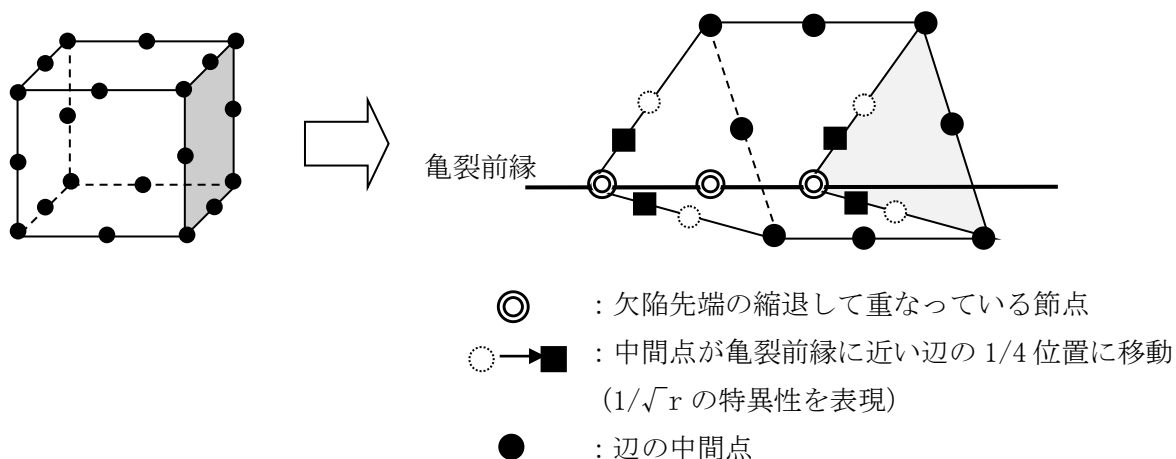 亀裂前縁
：欠陥先端の縮退して重なっている節点
：中間点が亀裂前縁に近い辺の 1/4 位置に移動
（1/√r の特異性を表現）
：辺の中間点